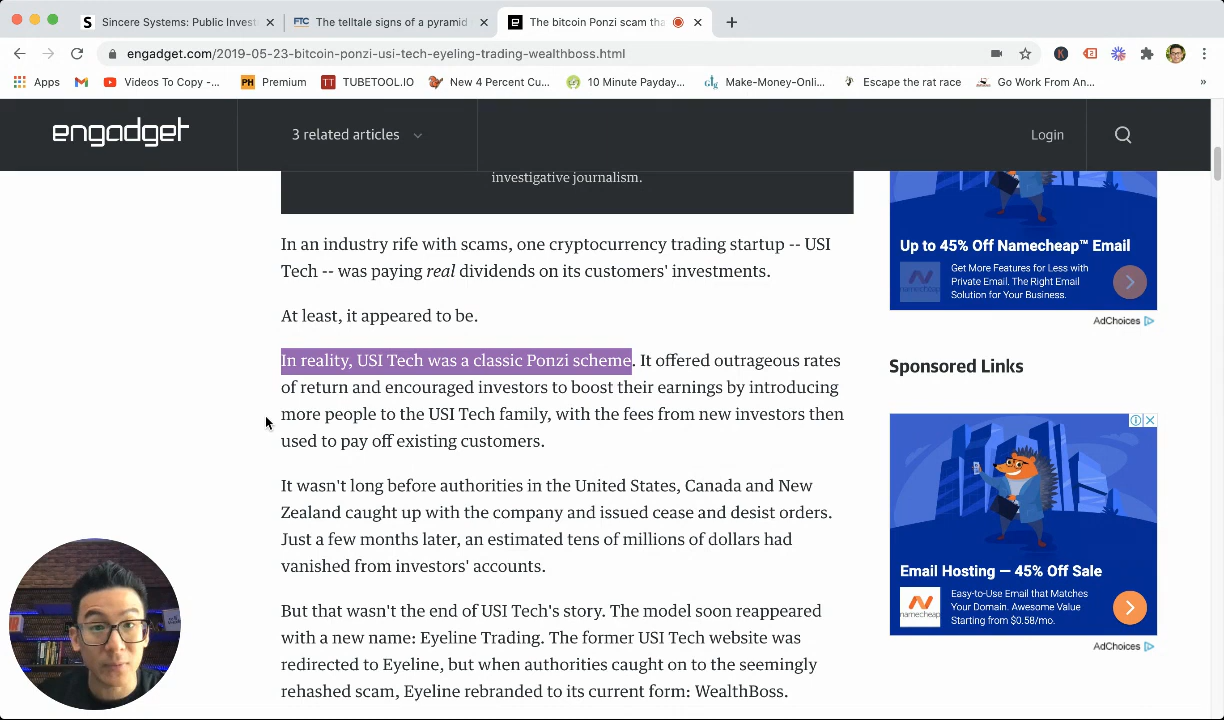 Sincere Systems: Public Invest
FTC
The telltale signs of a pyramid
The bitcoin Ponzi scam tha
engadget.com/2019-05-23-bitcoin-ponzi-usi-tech-eyeling-trading-wealthboss.html
Apps
Videos To Copy -...
PH Premium
TT TUBETOOL.IO
New 4 Percent Cu...
10 Minute Payday...
Make-Money-Onli...
Escape the rat race
Go Work From An...
»
engadget
3 related articles
Login
investigative journalism.
In an industry rife with scams, one cryptocurrency trading startup -- USI
Tech -- was paying real dividends on its customers' investments.
At least, it appeared to be.
In reality, USI Tech was a classic Ponzi scheme. It offered outrageous rates
of return and encouraged investors to boost their earnings by introducing
more people to the USI Tech family, with the fees from new investors then
used to pay off existing customers.
It wasn't long before authorities in the United States, Canada and New
Zealand caught up with the company and issued cease and desist orders.
Just a few months later, an estimated tens of millions of dollars had
vanished from investors' accounts.
But that wasn't the end of USI Tech's story. The model soon reappeared
with a new name: Eyeline Trading. The former USI Tech website was
redirected to Eyeline, but when authorities caught on to the seemingly
rehashed scam, Eyeline rebranded to its current form: WealthBoss.
Up to 45% Off Namecheap™ Email
Get More Features for Less with
Private Email. The Right Email
Solution for Your Business.
namecheap
AdChoices
Sponsored Links
Email Hosting — 45% Off Sale
Easy-to-Use Email that Matches
Your Domain. Awesome Value
Starting from $0.58/mo.
namecheap
AdChoices